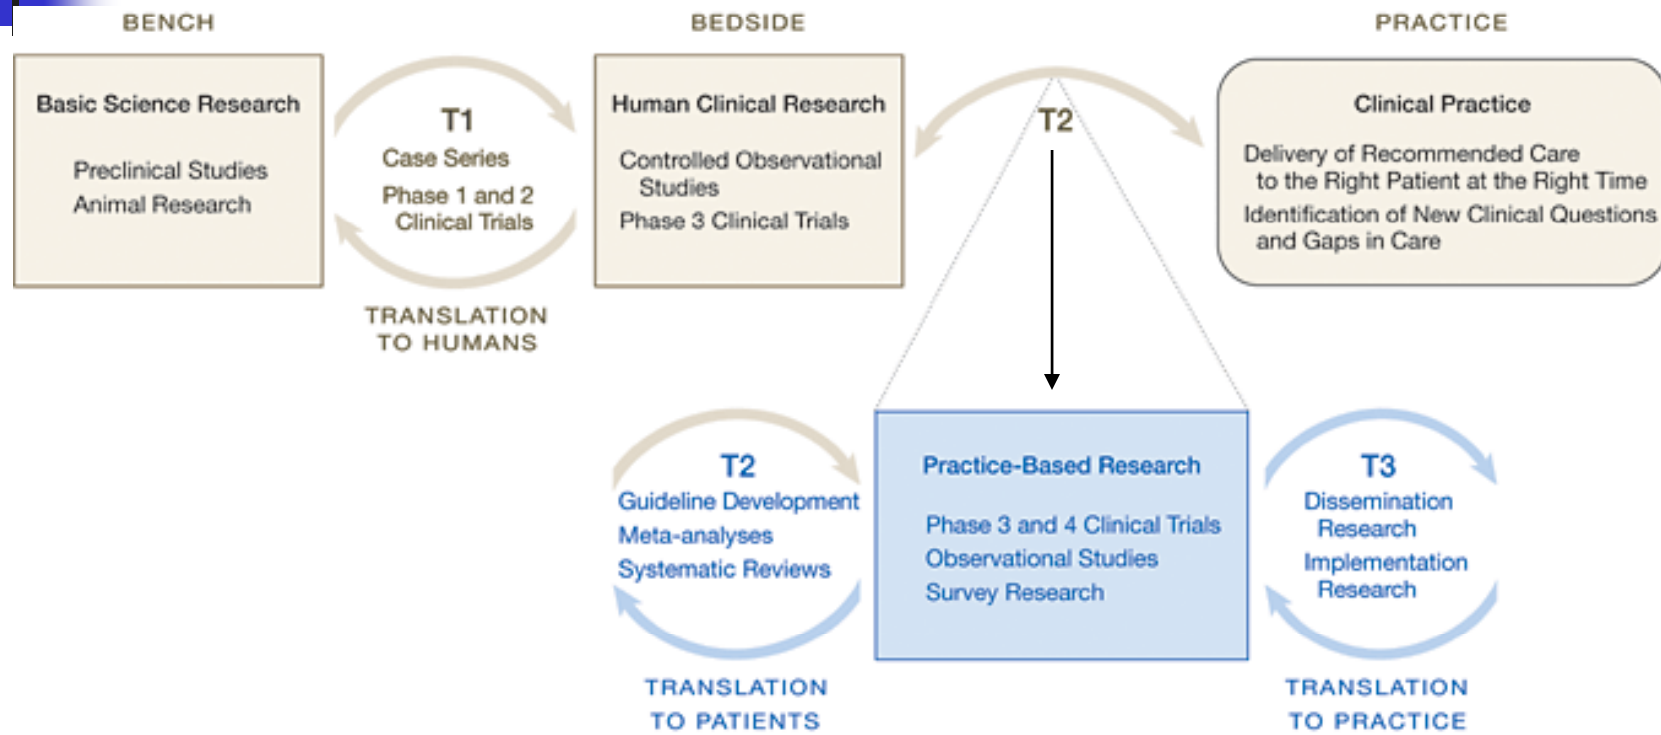 BENCH
BEDSIDE
PRACTICE
Basic Science Research
Preclinical Studies
Animal Research
T1
Case Series
Phase 1 and 2
Clinical Trials
TRANSLATION
TO HUMANS
Human Clinical Research
Controlled Observational
Studies
Phase 3 Clinical Trials
T2
Clinical Practice
Delivery of Recommended Care
to the Right Patient at the Right Time
Identification of New Clinical Questions
and Gaps in Care
T2
Guideline Development
Meta-analyses
Systematic Reviews
TRANSLATION
TO PATIENTS
Practice-Based Research
Phase 3 and 4 Clinical Trials
Observational Studies
Survey Research
T3
Dissemination
Research
Implementation
Research
TRANSLATION
TO PRACTICE